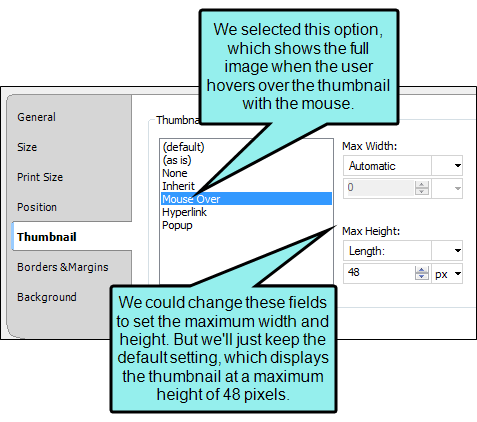 We selected this option,
which shows the full
image when the user
hovers over the thumbnail
with the mouse.
General
Size
Print Size
Position
Thumbnail
Borders &Margins
Background
(default)
(as is)
None
Inherit
Mouse Over
Hyperlink
Popup
Max Width:
Automatic
0
Max Height:
Length:
48 px
We could change these fields
to set the maximum width and
height. But we'll just keep the
default setting, which displays
the thumbnail at a maximum
height of 48 pixels.